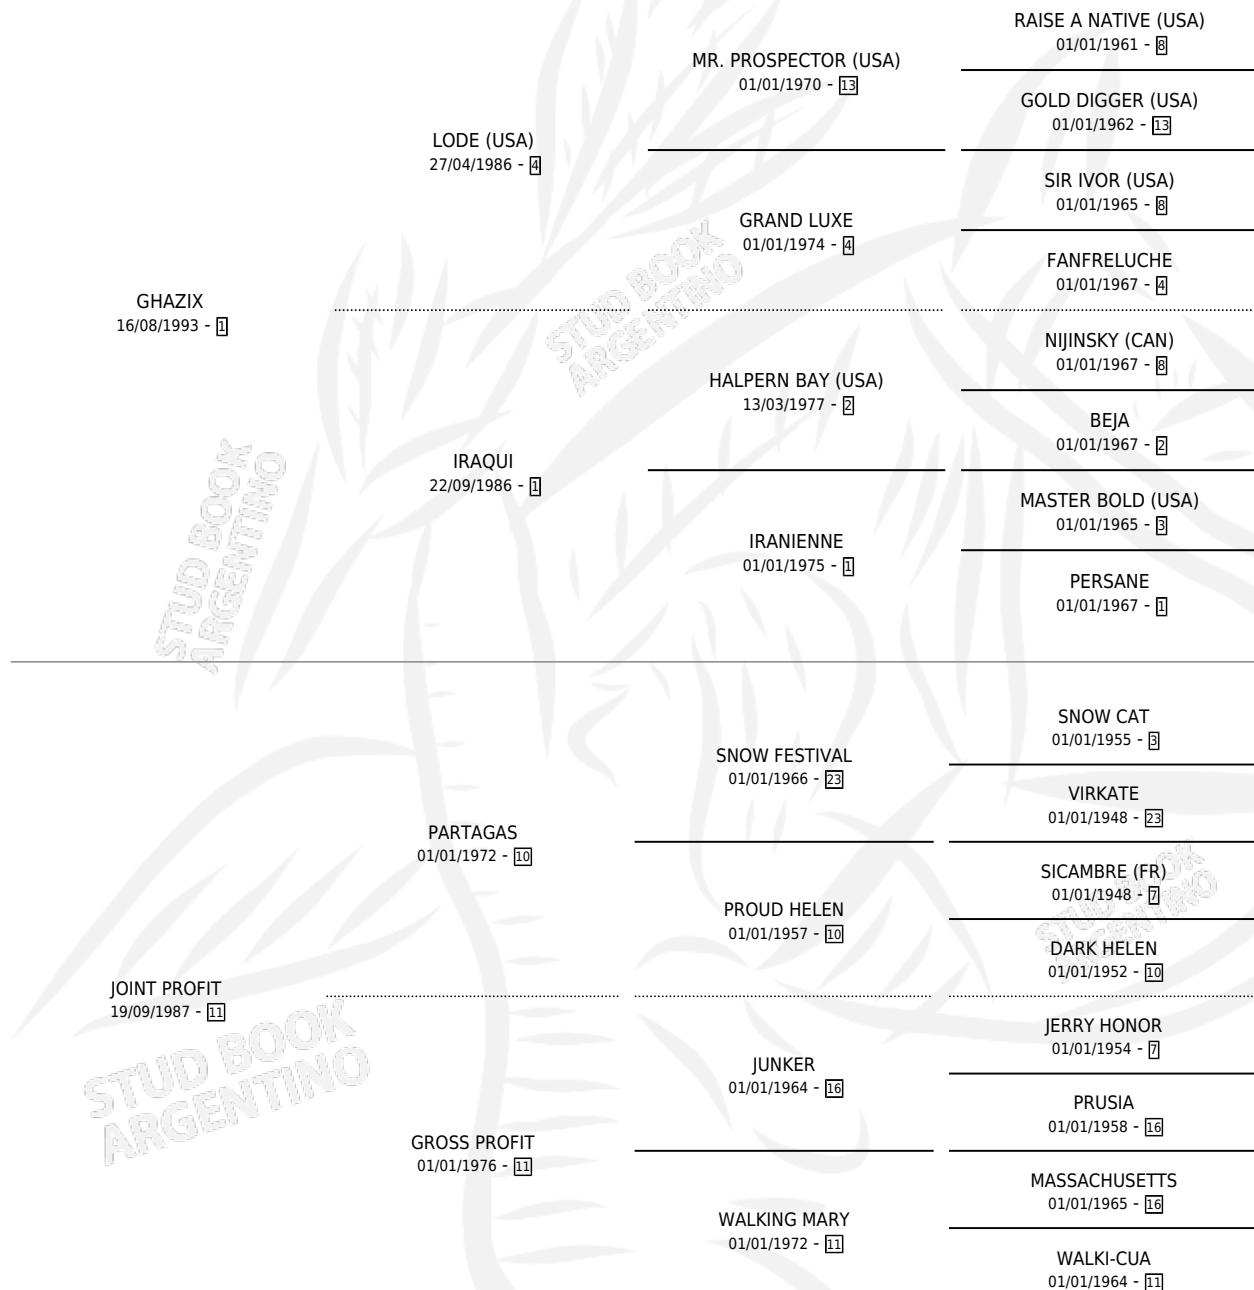 RAISE A NATIVE (USA)
01/01/1961 - 8
MR. PROSPECTOR (USA)
01/01/1970 - 13
GOLD DIGGER (USA)
01/01/1962 - 13
LODE (USA)
27/04/1986 - 4
SIR IVOR (USA)
01/01/1965 - 8
GRAND LUXE
01/01/1974 - 4
FANFRELUCHE
01/01/1967 - 4
GHAZIX
16/08/1993 - 1
NIJINSKY (CAN)
01/01/1967 - 8
HALPERN BAY (USA)
13/03/1977 - 2
BEJA
01/01/1967 - 2
IRAQUI
22/09/1986 - 1
MASTER BOLD (USA)
01/01/1965 - 3
IRANIENNE
01/01/1975 - 1
PERSANE
01/01/1967 - 1
SNOW CAT
01/01/1955 - 3
SNOW FESTIVAL
01/01/1966 - 23
VIRKATE
01/01/1948 - 23
PARTAGAS
01/01/1972 - 10
SICAMBRE (FR)
01/01/1948 - 7
PROUD HELEN
01/01/1957 - 10
DARK HELEN
01/01/1952 - 10
JOINT PROFIT
19/09/1987 - 11
JERRY HONOR
01/01/1954 - 7
JUNKER
01/01/1964 - 16
PRUSIA
01/01/1958 - 16
GROSS PROFIT
01/01/1976 - 11
MASSACHUSETTS
01/01/1965 - 16
WALKING MARY
01/01/1972 - 11
WALKI-CUA
01/01/1964 - 11
STUD BOOK
ARGENTINO
STUD BOOK
ARGENTINO
STUD BOOK
ARGENTINO
STUD BOOK
ARGENTINO